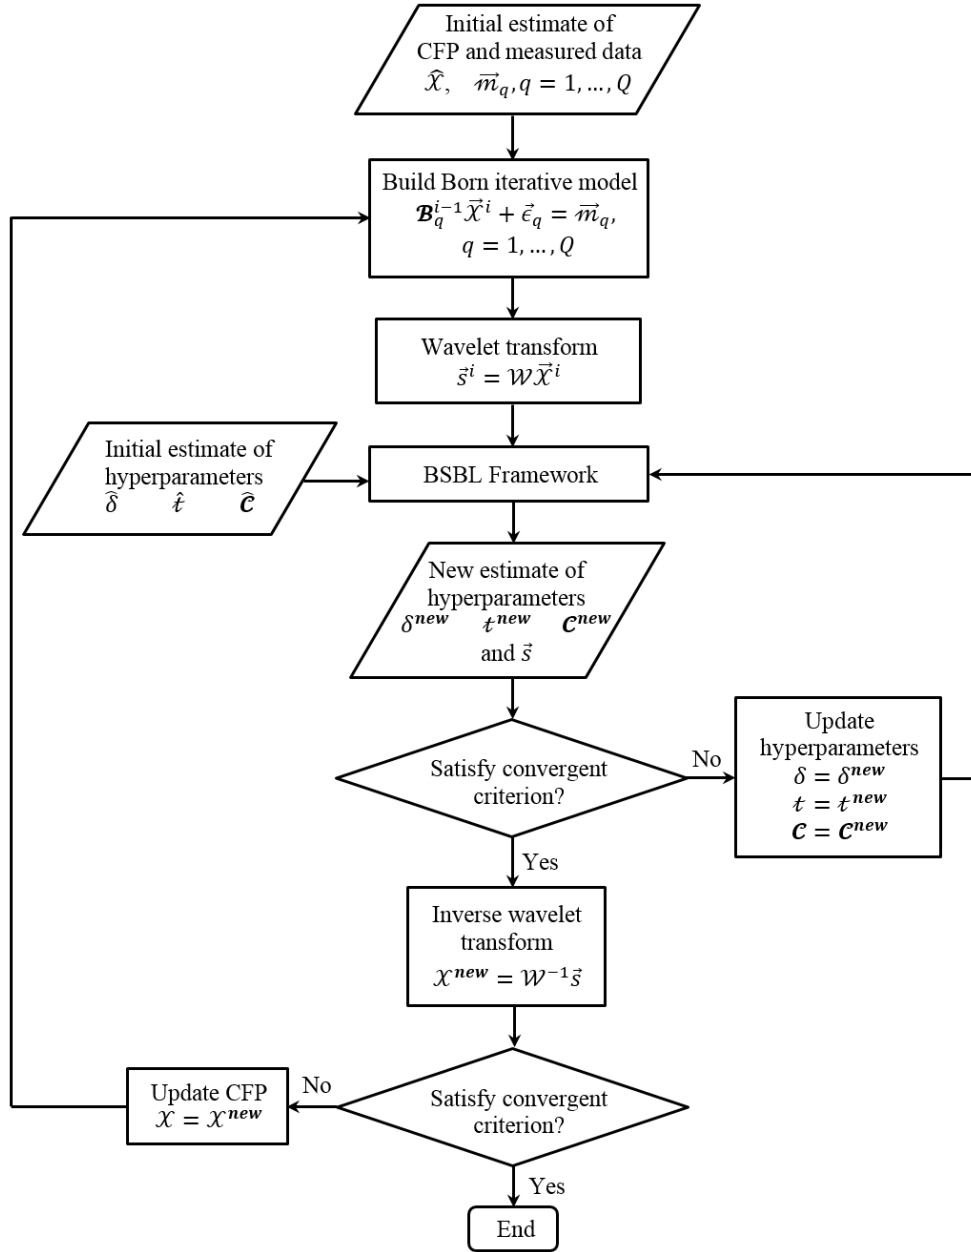 Initial estimate of
CFP and measured data
𝒳̂, 𝓂⃗_q, q = 1, …, Q
Build Born iterative model
𝓑_q^{i−1} 𝒳⃗^i + ϵ⃗_q = 𝓂⃗_q,
q = 1, …, Q
Wavelet transform
s⃗^i = 𝒲𝒳⃗^i
Initial estimate of
hyperparameters
δ̂ 𝓉̂ 𝓒̂
BSBL Framework
New estimate of
hyperparameters
δ^{new} 𝓉^{new} 𝓒^{new}
and s⃗
Satisfy convergent
criterion?
No
Update
hyperparameters
δ = δ^{new}
𝓉 = 𝓉^{new}
𝓒 = 𝓒^{new}
Yes
Inverse wavelet
transform
𝒳^{new} = 𝒲^{−1}s⃗
Satisfy convergent
criterion?
No
Update CFP
𝒳 = 𝒳^{new}
Yes
End